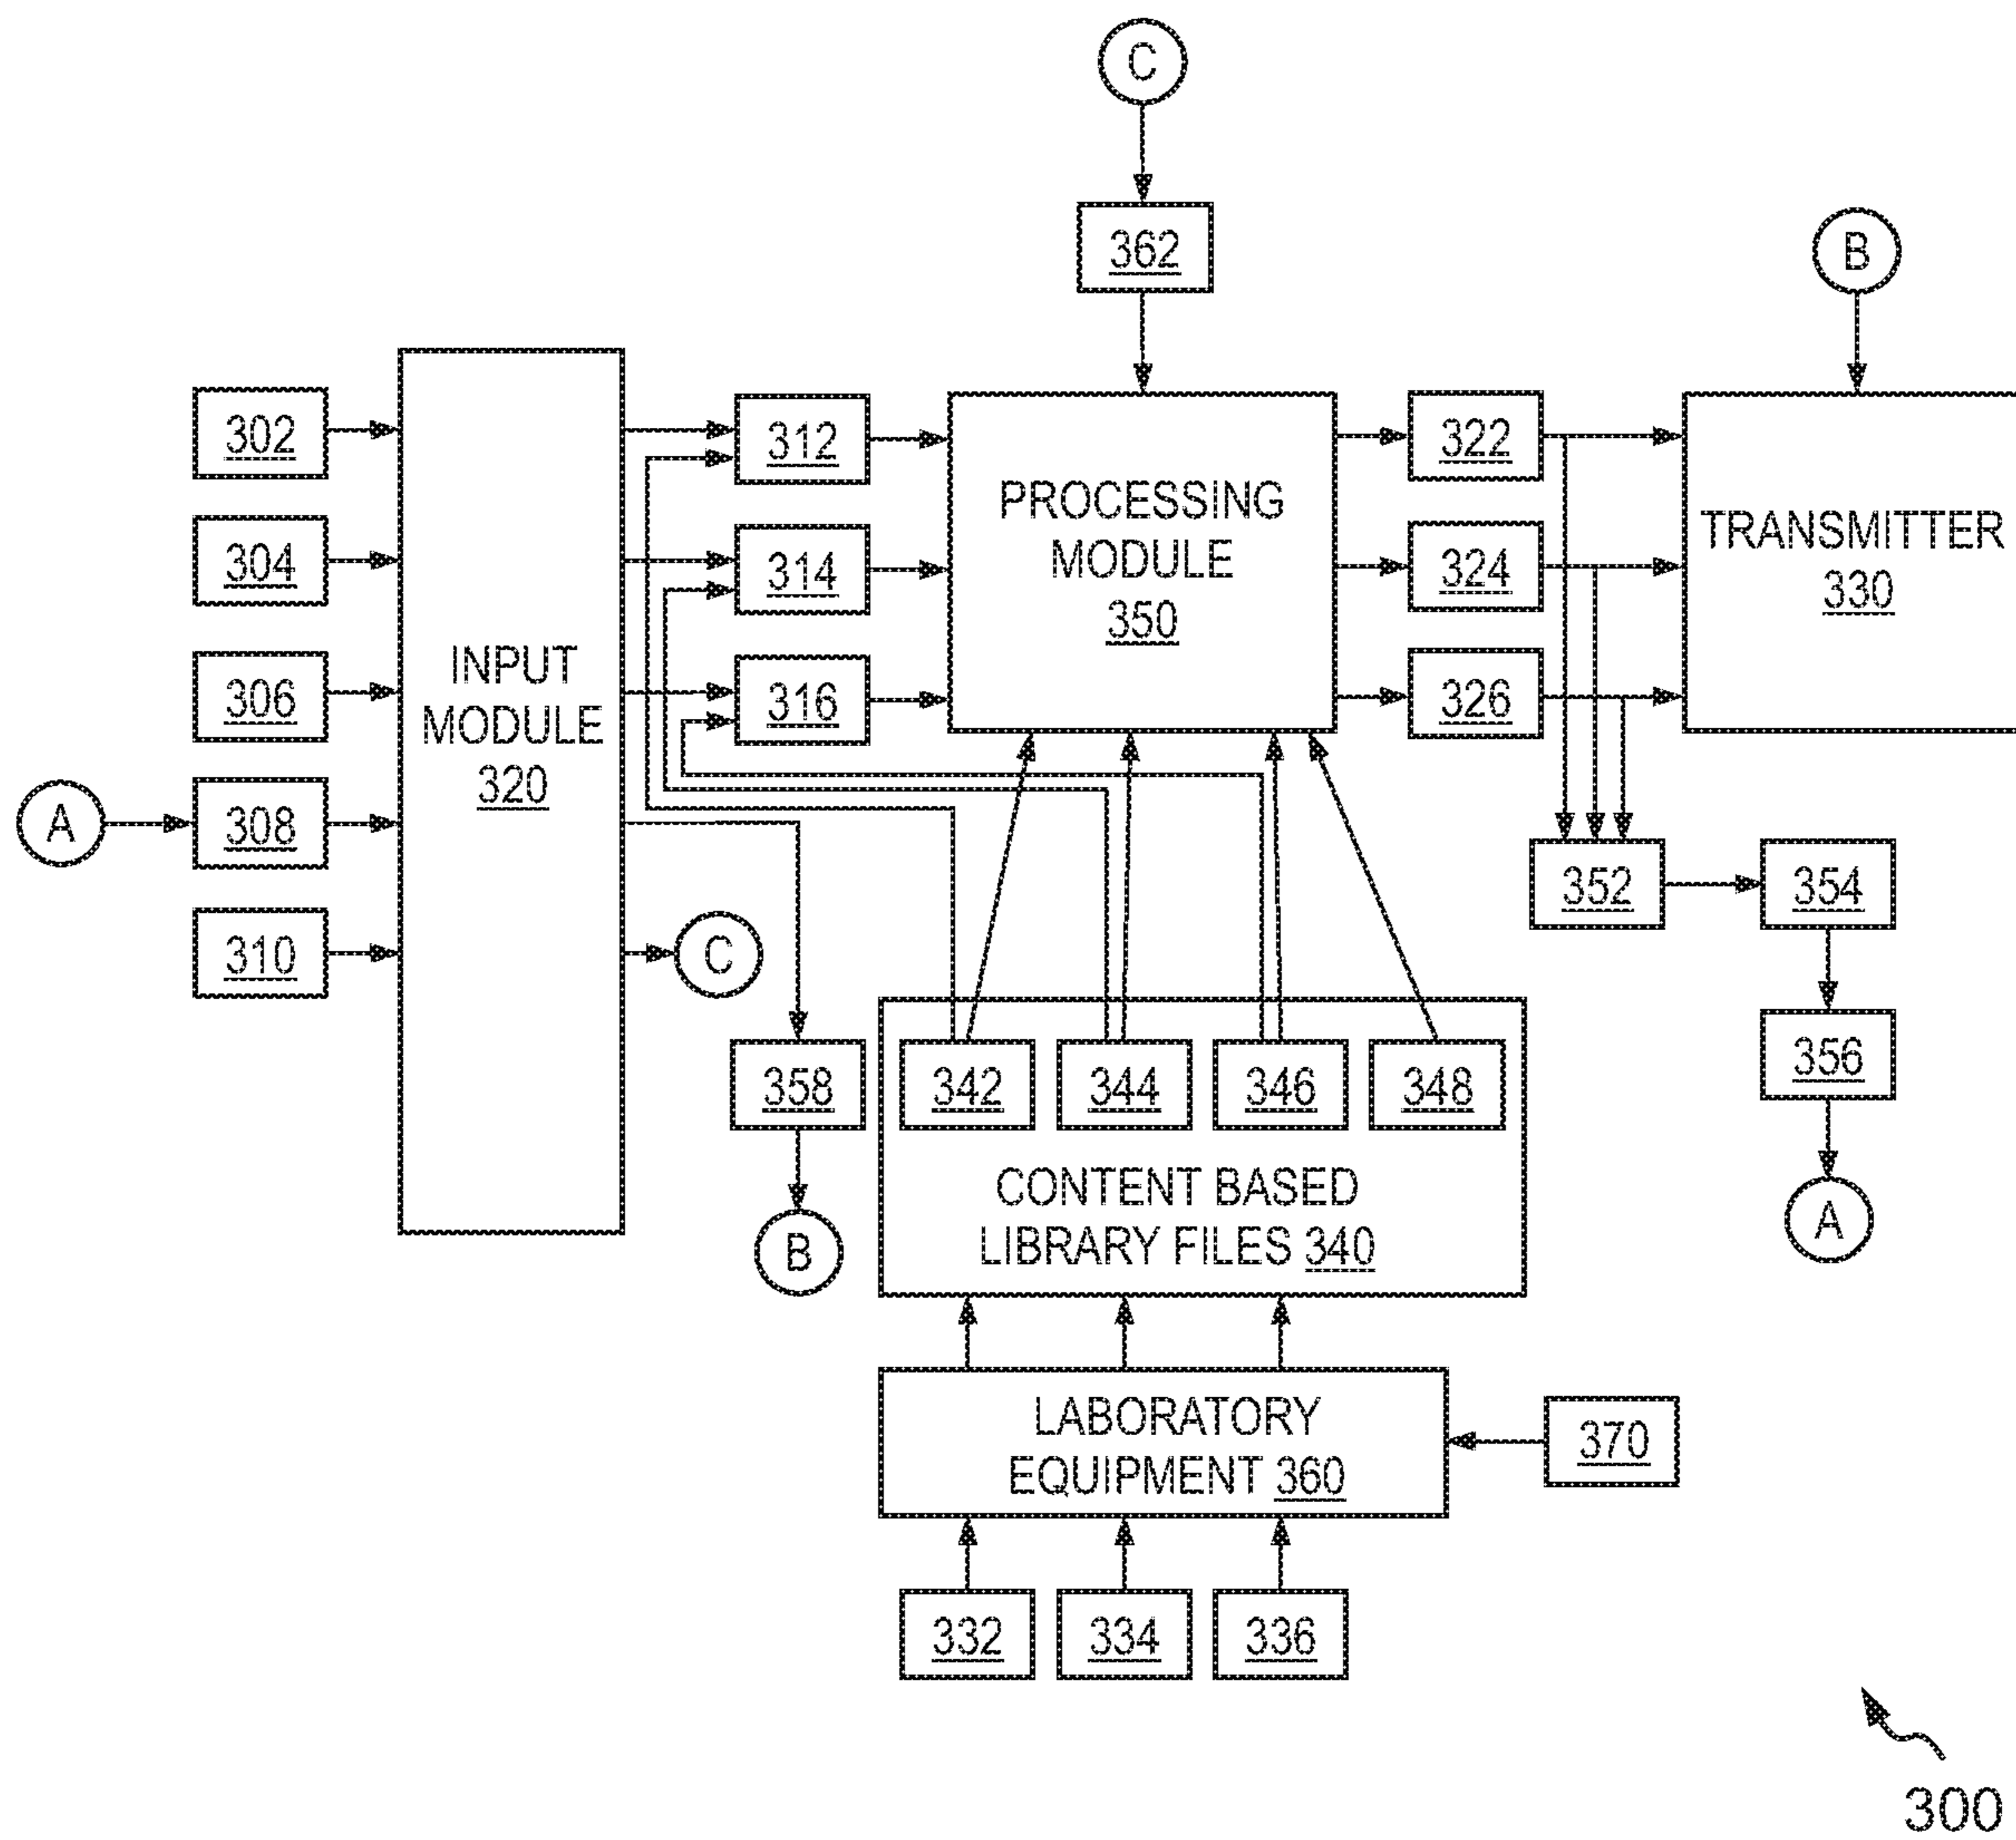 C
362
B
302
304
306
A
308
310
INPUT
MODULE
320
312
314
316
PROCESSING
MODULE
350
322
324
326
TRANSMITTER
330
352
354
356
A
C
358
B
342
344
346
348
CONTENT BASED
LIBRARY FILES 340
LABORATORY
EQUIPMENT 360
370
332
334
336
300